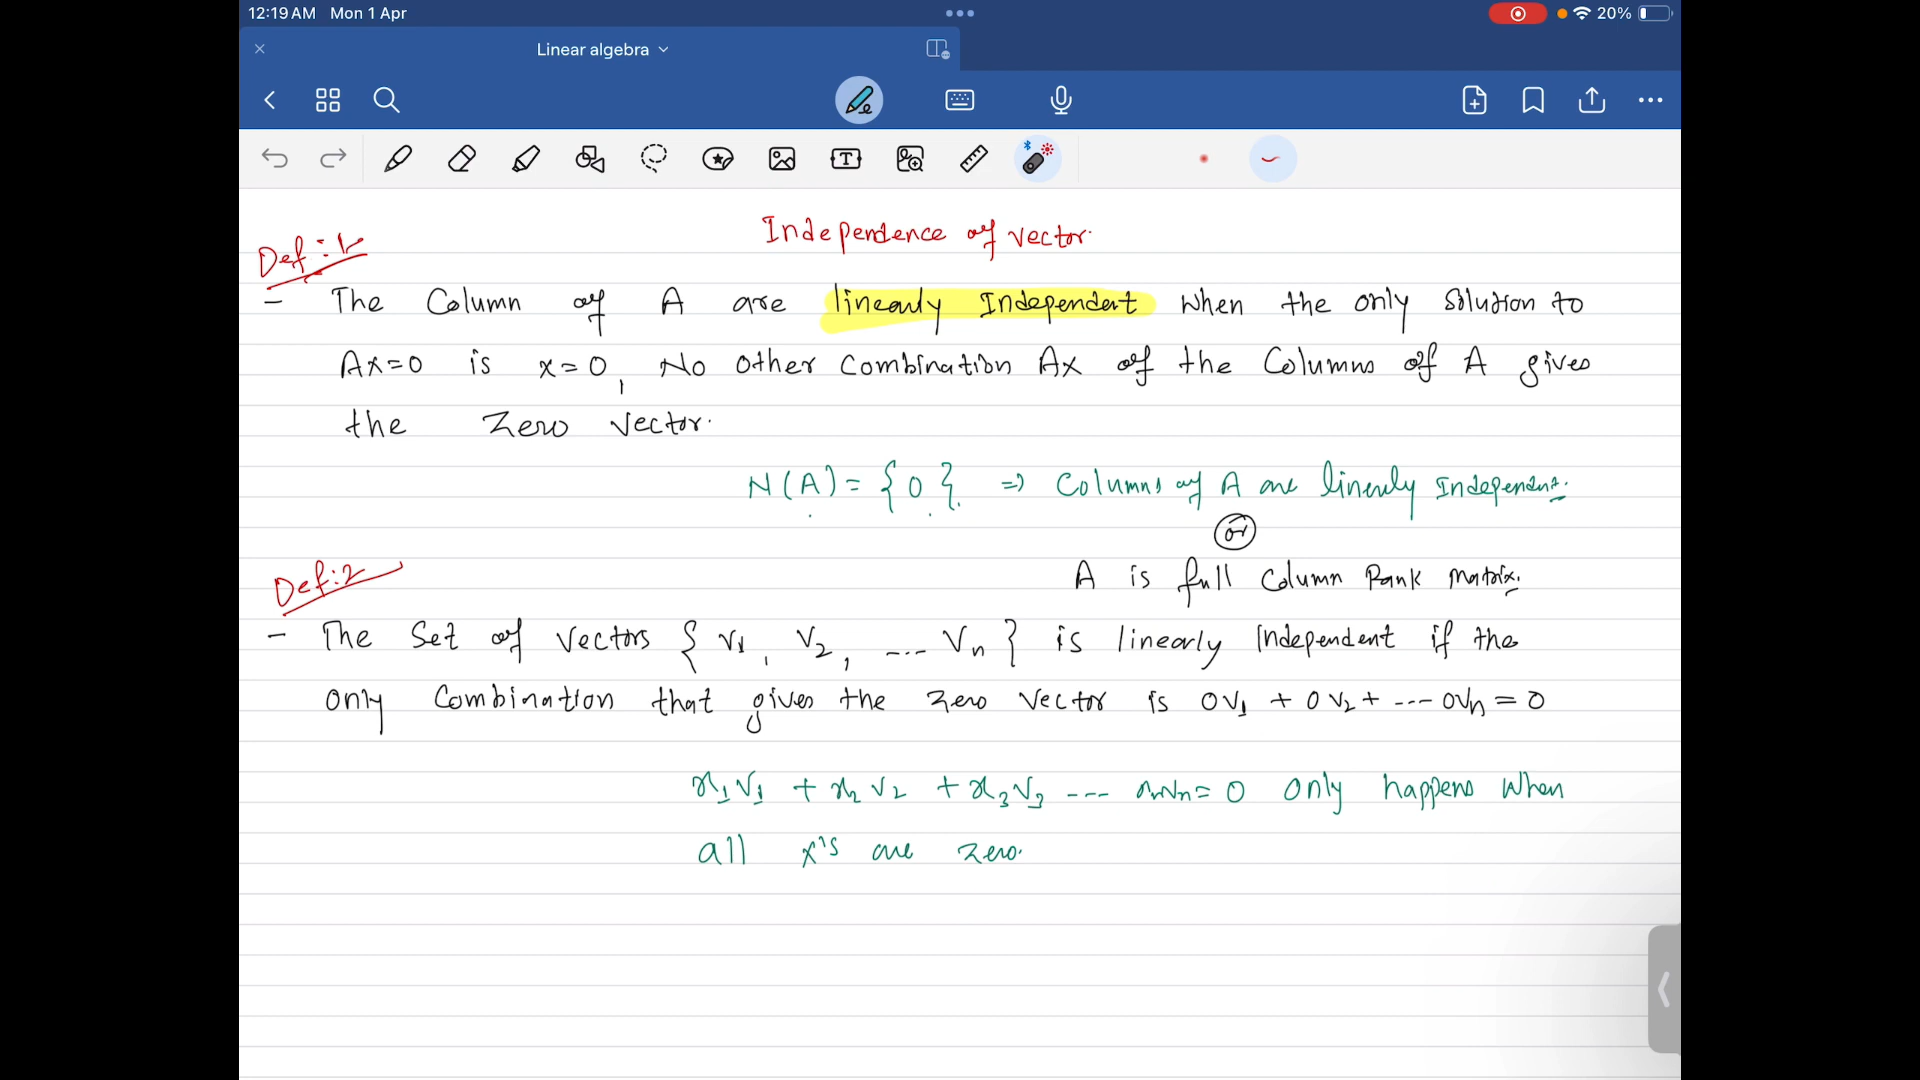 12:19 AM Mon 1 Apr
20%
Linear algebra
Independence of vector.
Def:1
- The Column of A are linearly Independent when the only solution to
Ax=0 is x=0, No other Combination Ax of the Columns of A gives
the Zero Vector.
N(A) = {0} => Columns of A are linearly Independent.
or
A is full Column Rank Matrix.
Def:2
- The Set of Vectors { v1, v2, ... Vn } is linearly Independent if the
only Combination that gives the zero Vector is 0v1 + 0v2 + --- 0vn = 0
x1v1 + x2v2 + x3v3 --- xnvn = 0 only happens when
all x's are zero.